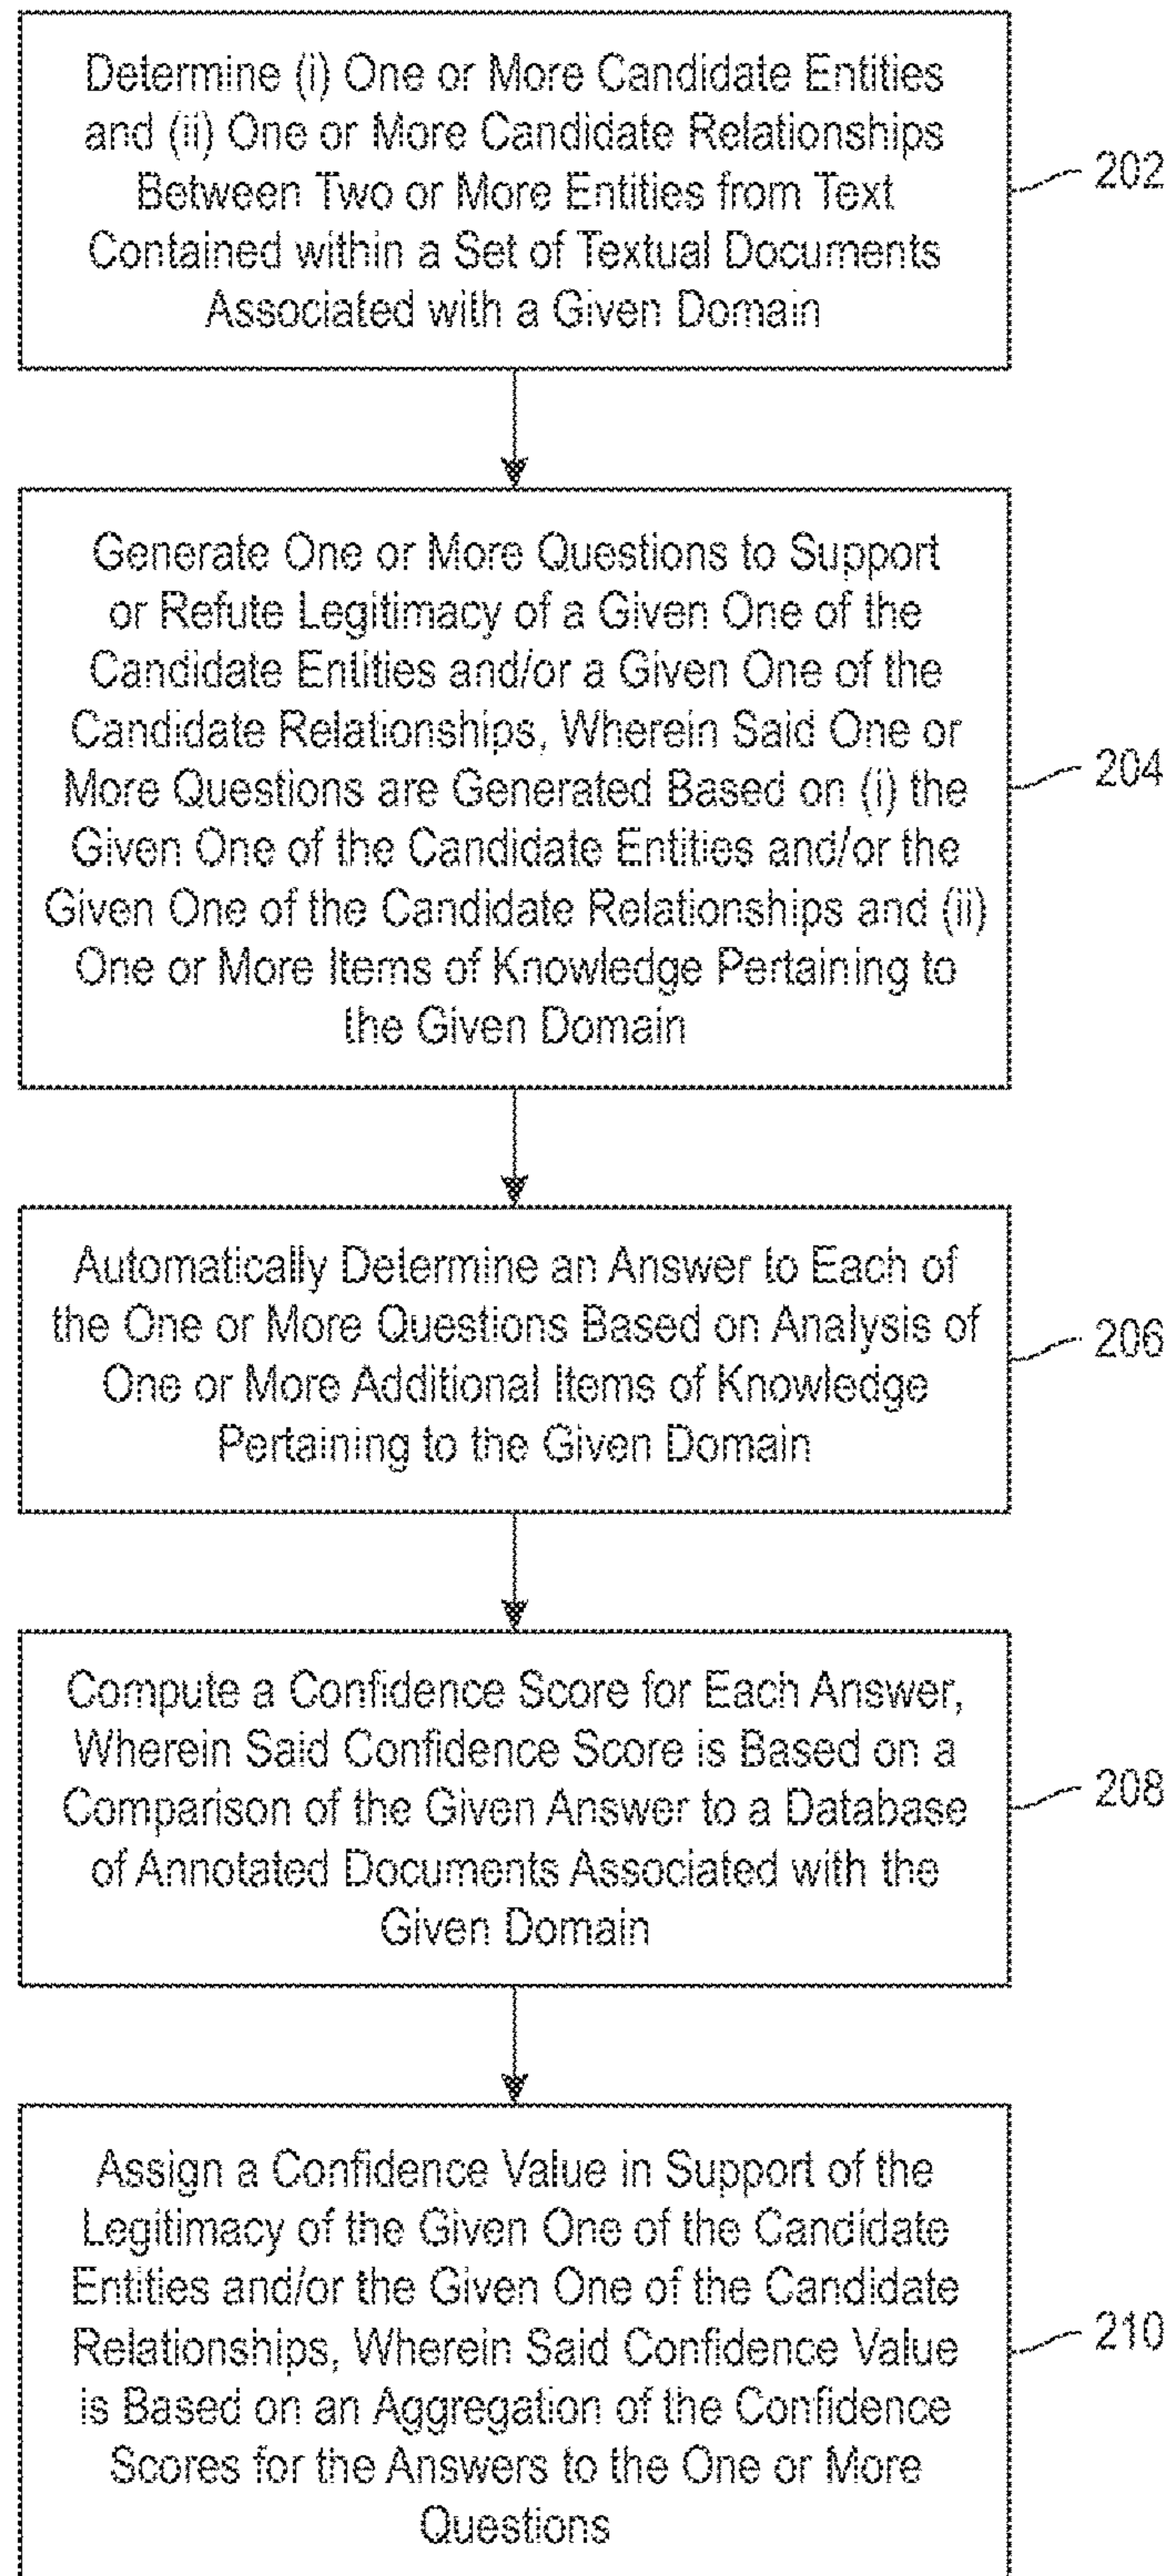 Determine (i) One or More Candidate Entities
and (ii) One or More Candidate Relationships
Between Two or More Entities from Text
Contained within a Set of Textual Documents
Associated with a Given Domain
202
Generate One or More Questions to Support
or Refute Legitimacy of a Given One of the
Candidate Entities and/or a Given One of the
Candidate Relationships, Wherein Said One or
More Questions are Generated Based on (i) the
Given One of the Candidate Entities and/or the
Given One of the Candidate Relationships and (ii)
One or More Items of Knowledge Pertaining to
the Given Domain
204
Automatically Determine an Answer to Each of
the One or More Questions Based on Analysis of
One or More Additional Items of Knowledge
Pertaining to the Given Domain
206
Compute a Confidence Score for Each Answer,
Wherein Said Confidence Score is Based on a
Comparison of the Given Answer to a Database
of Annotated Documents Associated with the
Given Domain
208
Assign a Confidence Value in Support of the
Legitimacy of the Given One of the Candidate
Entities and/or the Given One of the Candidate
Relationships, Wherein Said Confidence Value
is Based on an Aggregation of the Confidence
Scores for the Answers to the One or More
Questions
210